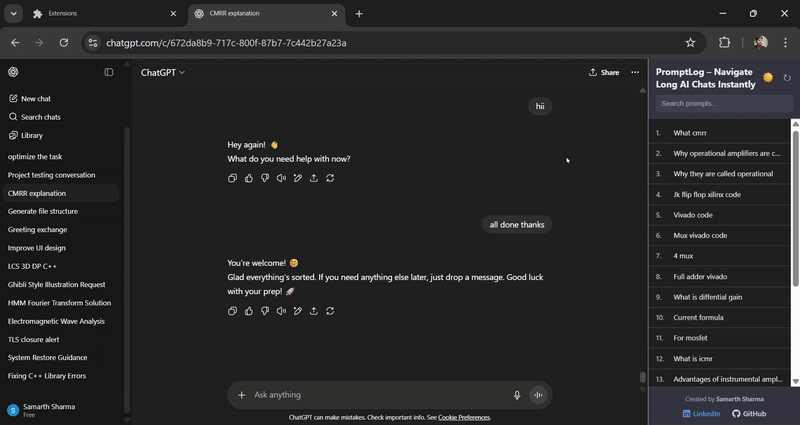 Extensions
CMRR explanation
chatgpt.com/c/672da8b9-717c-800f-87b7-7c442b27a23a
New chat
Search chats
Library
optimize the task
Project testing conversation
CMRR explanation
Generate file structure
Greeting exchange
Improve UI design
LCS 3D DP C++
Ghibli Style Illustration Request
HMM Fourier Transform Solution
Electromagnetic Wave Analysis
TLS closure alert
System Restore Guidance
Fixing C++ Library Errors
S
Samarth Sharma
Free
ChatGPT
Share
hii
Hey again! 👋
What do you need help with now?
all done thanks
You're welcome! 😊
Glad everything's sorted. If you need anything else later, just drop a message. Good luck
with your prep! 🚀
Ask anything
ChatGPT can make mistakes. Check important info. See Cookie Preferences.
PromptLog – Navigate
Long AI Chats Instantly
Search prompts...
1. What cmrr
2. Why operational amplifiers are c...
3. Why they are called operational
4. Jk flip flop xilinx code
5. Vivado code
6. Mux vivado code
7. 4 mux
8. Full adder vivado
9. What is diffential gain
10. Current formula
11. For mosfet
12. What is icmr
13. Advantages of instrumental ampl...
Created by Samarth Sharma
LinkedIn
GitHub